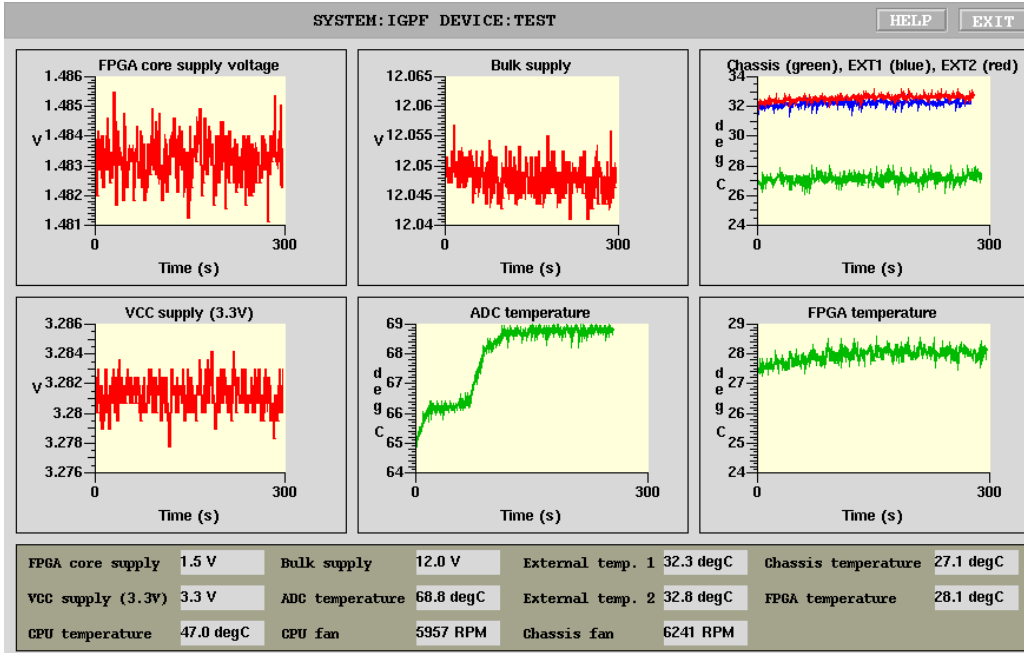 SYSTEM:IGPF DEVICE:TEST
HELP
EXIT
FPGA core supply voltage
1.486
1.485
1.484
1.483
1.482
1.481
V
0
300
Time (s)
Bulk supply
12.065
12.06
12.055
12.05
12.045
12.04
V
0
300
Time (s)
Chassis (green), EXT1 (blue), EXT2 (red)
34
32
30
28
26
24
deg C
0
300
Time (s)
VCC supply (3.3V)
3.286
3.284
3.282
3.28
3.278
3.276
V
0
300
Time (s)
ADC temperature
69
68
67
66
65
64
deg C
0
300
Time (s)
FPGA temperature
29
28
27
26
25
24
deg C
0
300
Time (s)
FPGA core supply 1.5 V Bulk supply 12.0 V External temp. 1 32.3 degC Chassis temperature 27.1 degC
VCC supply (3.3V) 3.3 V ADC temperature 68.8 degC External temp. 2 32.8 degC FPGA temperature 28.1 degC
CPU temperature 47.0 degC CPU fan 5957 RPM Chassis fan 6241 RPM